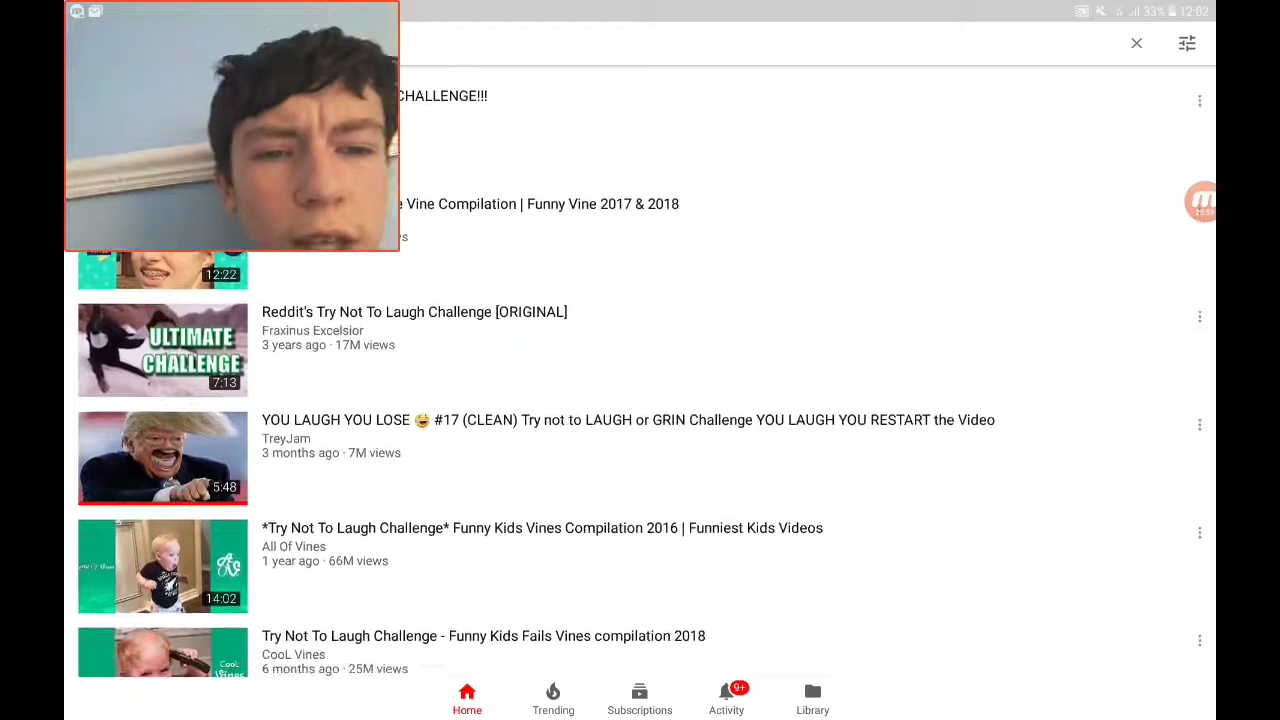 33% 12:02
CHALLENGE!!!
Vine Compilation | Funny Vine 2017 & 2018
12:22
ULTIMATE
CHALLENGE
7:13
Reddit's Try Not To Laugh Challenge [ORIGINAL]
Fraxinus Excelsior
3 years ago · 17M views
5:48
YOU LAUGH YOU LOSE 😂 #17 (CLEAN) Try not to LAUGH or GRIN Challenge YOU LAUGH YOU RESTART the Video
TreyJam
3 months ago · 7M views
14:02
*Try Not To Laugh Challenge* Funny Kids Vines Compilation 2016 | Funniest Kids Videos
All Of Vines
1 year ago · 66M views
CooL
Vines
Try Not To Laugh Challenge - Funny Kids Fails Vines compilation 2018
CooL Vines
6 months ago · 25M views
9+
Home Trending Subscriptions Activity Library